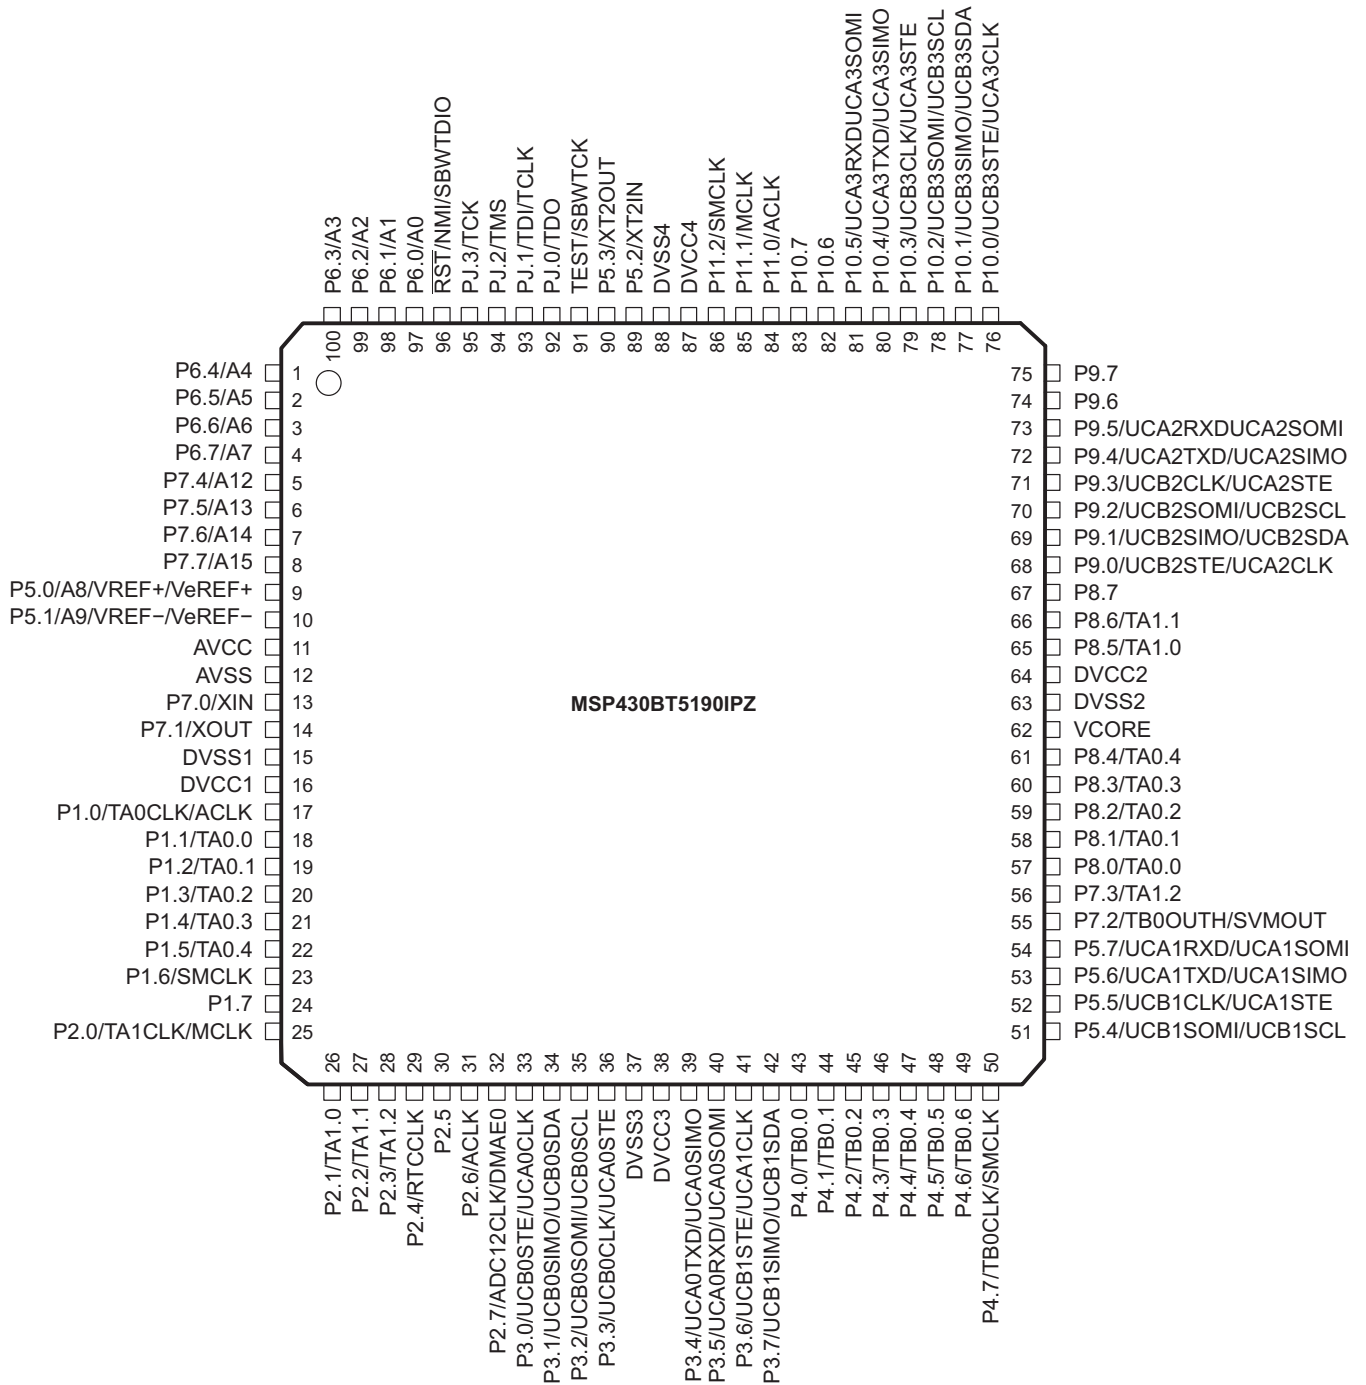 P6.3/A3
P6.2/A2
P6.1/A1
P6.0/A0
RST/NMI/SBWTDIO
PJ.3/TCK
PJ.2/TMS
PJ.1/TDI/TCLK
PJ.0/TDO
TEST/SBWTCK
P5.3/XT2OUT
P5.2/XT2IN
DVSS4
DVCC4
P11.2/SMCLK
P11.1/MCLK
P11.0/ACLK
P10.7
P10.6
P10.5/UCA3RXDUCA3SOMI
P10.4/UCA3TXD/UCA3SIMO
P10.3/UCB3CLK/UCA3STE
P10.2/UCB3SOMI/UCB3SCL
P10.1/UCB3SIMO/UCB3SDA
P10.0/UCB3STE/UCA3CLK
100
99
98
97
96
95
94
93
92
91
90
89
88
87
86
85
84
83
82
81
80
79
78
77
76
P6.4/A4 1
P6.5/A5 2
P6.6/A6 3
P6.7/A7 4
P7.4/A12 5
P7.5/A13 6
P7.6/A14 7
P7.7/A15 8
P5.0/A8/VREF+/VeREF+ 9
P5.1/A9/VREF−/VeREF− 10
AVCC 11
AVSS 12
P7.0/XIN 13
P7.1/XOUT 14
DVSS1 15
DVCC1 16
P1.0/TA0CLK/ACLK 17
P1.1/TA0.0 18
P1.2/TA0.1 19
P1.3/TA0.2 20
P1.4/TA0.3 21
P1.5/TA0.4 22
P1.6/SMCLK 23
P1.7 24
P2.0/TA1CLK/MCLK 25
MSP430BT5190IPZ
75 P9.7
74 P9.6
73 P9.5/UCA2RXDUCA2SOMI
72 P9.4/UCA2TXD/UCA2SIMO
71 P9.3/UCB2CLK/UCA2STE
70 P9.2/UCB2SOMI/UCB2SCL
69 P9.1/UCB2SIMO/UCB2SDA
68 P9.0/UCB2STE/UCA2CLK
67 P8.7
66 P8.6/TA1.1
65 P8.5/TA1.0
64 DVCC2
63 DVSS2
62 VCORE
61 P8.4/TA0.4
60 P8.3/TA0.3
59 P8.2/TA0.2
58 P8.1/TA0.1
57 P8.0/TA0.0
56 P7.3/TA1.2
55 P7.2/TB0OUTH/SVMOUT
54 P5.7/UCA1RXD/UCA1SOMI
53 P5.6/UCA1TXD/UCA1SIMO
52 P5.5/UCB1CLK/UCA1STE
51 P5.4/UCB1SOMI/UCB1SCL
26
27
28
29
30
31
32
33
34
35
36
37
38
39
40
41
42
43
44
45
46
47
48
49
50
P2.1/TA1.0
P2.2/TA1.1
P2.3/TA1.2
P2.4/RTCCLK
P2.5
P2.6/ACLK
P2.7/ADC12CLK/DMAE0
P3.0/UCB0STE/UCA0CLK
P3.1/UCB0SIMO/UCB0SDA
P3.2/UCB0SOMI/UCB0SCL
P3.3/UCB0CLK/UCA0STE
DVSS3
DVCC3
P3.4/UCA0TXD/UCA0SIMO
P3.5/UCA0RXD/UCA0SOMI
P3.6/UCB1STE/UCA1CLK
P3.7/UCB1SIMO/UCB1SDA
P4.0/TB0.0
P4.1/TB0.1
P4.2/TB0.2
P4.3/TB0.3
P4.4/TB0.4
P4.5/TB0.5
P4.6/TB0.6
P4.7/TB0CLK/SMCLK